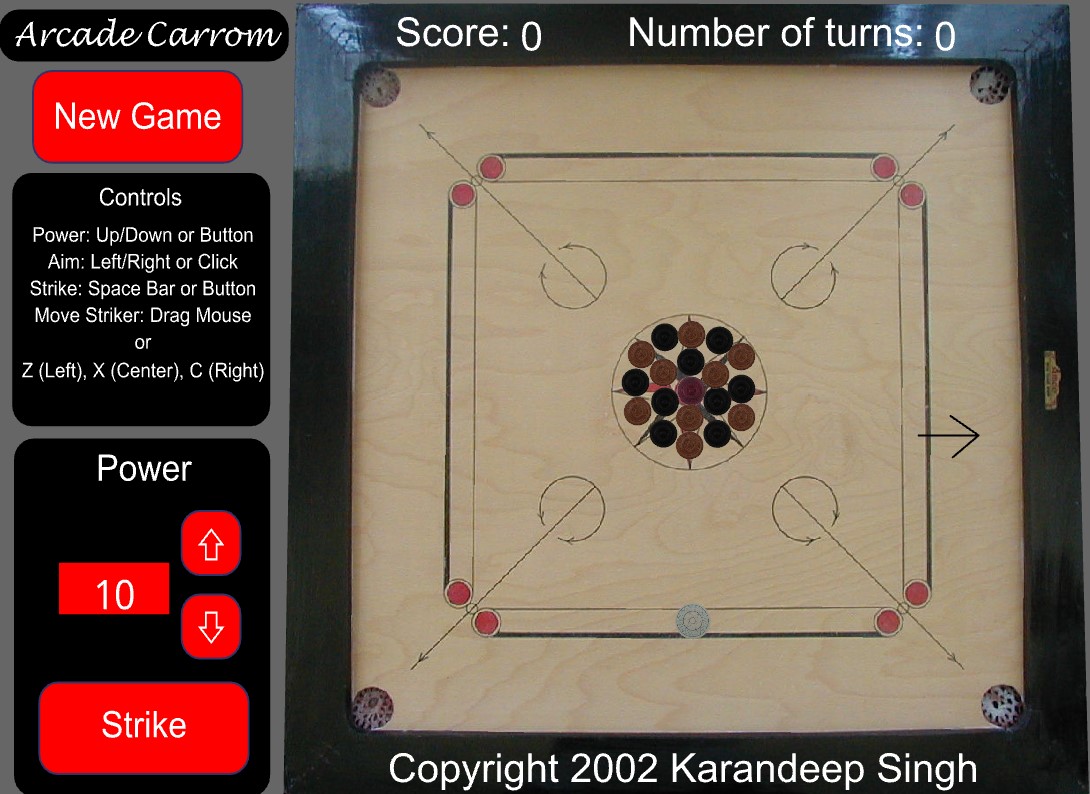 Arcade Carrom
Score: 0
Number of turns: 0
New Game
Controls
Power: Up/Down or Button
Aim: Left/Right or Click
Strike: Space Bar or Button
Move Striker: Drag Mouse
or
Z (Left), X (Center), C (Right)
Power
10
Strike
Copyright 2002 Karandeep Singh